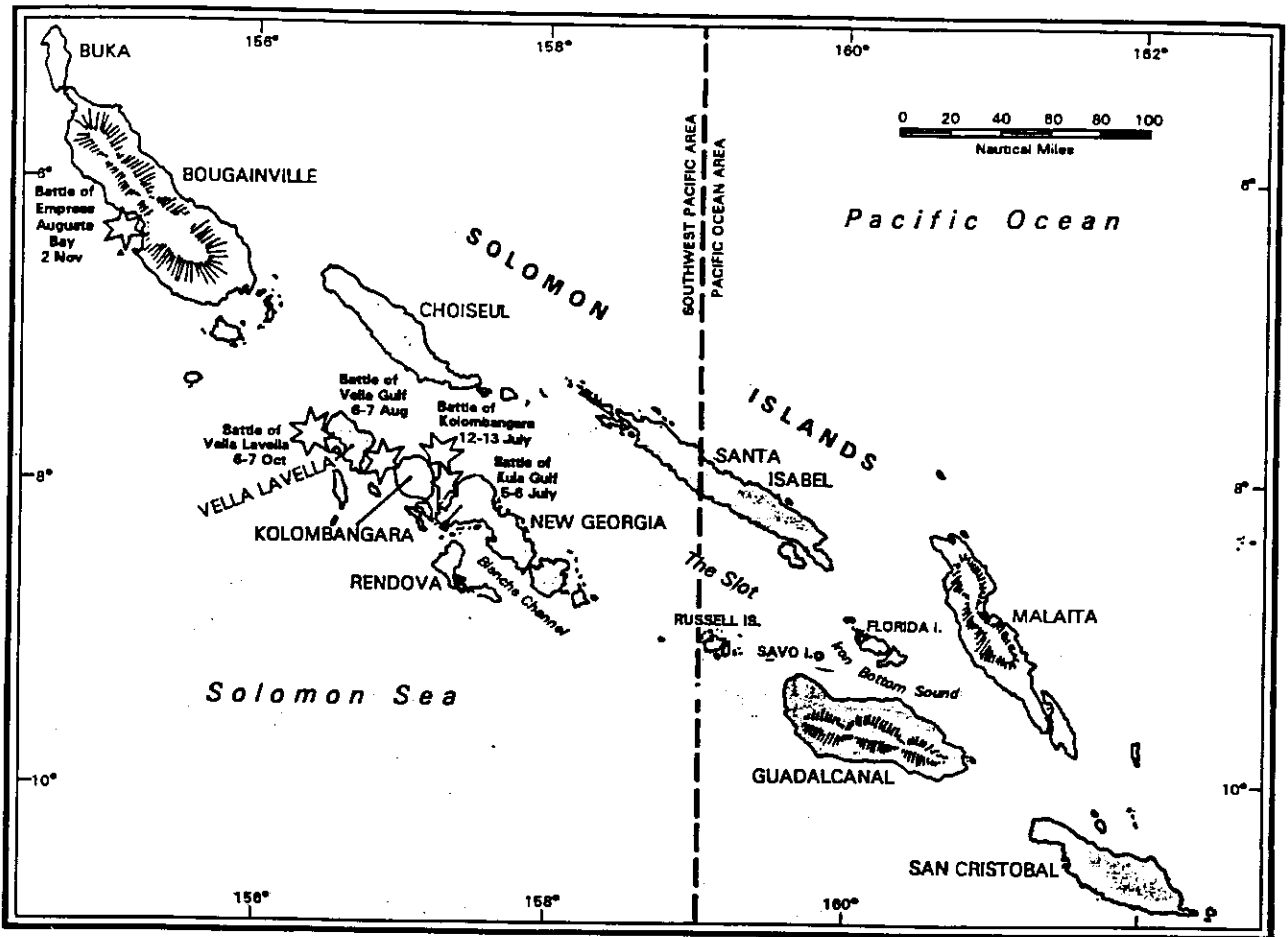 156°
158°
160°
162°
BUKA
0 20 40 60 80 100
Nautical Miles
BOUGAINVILLE
6°
6°
Battle of
Empress
Augusta
Bay
2 Nov
SOUTHWEST PACIFIC AREA
PACIFIC OCEAN AREA
Pacific Ocean
SOLOMON
ISLANDS
CHOISEUL
Battle of
Vella Gulf
6-7 Aug
Battle of
Kolombangara
12-13 July
Battle of
Vella Lavella
6-7 Oct
Battle of
Kula Gulf
5-6 July
VELLA LAVELLA
8°
8°
SANTA
ISABEL
KOLOMBANGARA
NEW GEORGIA
RENDOVA
Blanche Channel
The Slot
RUSSELL IS.
SAVO I.
FLORIDA I.
MALAITA
Iron Bottom Sound
Solomon Sea
GUADALCANAL
10°
10°
SAN CRISTOBAL
156°
158°
160°